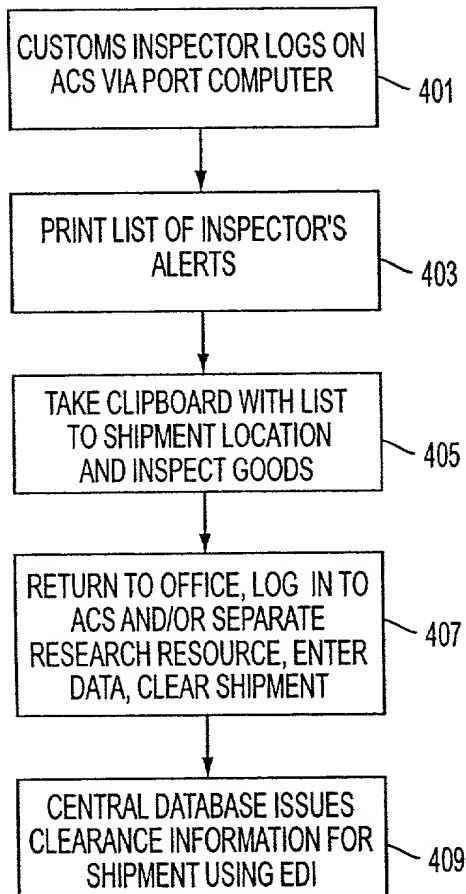 CUSTOMS INSPECTOR LOGS ON
ACS VIA PORT COMPUTER
401
PRINT LIST OF INSPECTOR'S
ALERTS
403
TAKE CLIPBOARD WITH LIST
TO SHIPMENT LOCATION
AND INSPECT GOODS
405
RETURN TO OFFICE, LOG IN TO
ACS AND/OR SEPARATE
RESEARCH RESOURCE, ENTER
DATA, CLEAR SHIPMENT
407
CENTRAL DATABASE ISSUES
CLEARANCE INFORMATION FOR
SHIPMENT USING EDI
409